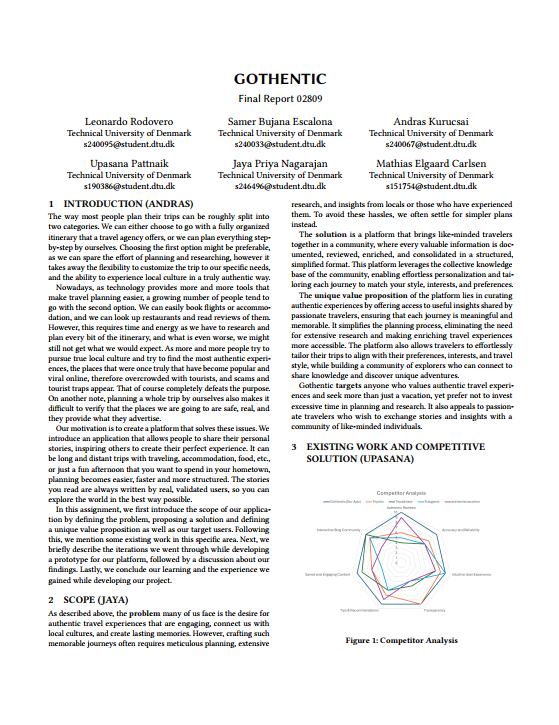 GOTHENTIC
Final Report 02809
Leonardo Rodovero
Technical University of Denmark
s240095@student.dtu.dk
Samer Bujana Escalona
Technical University of Denmark
s240033@student.dtu.dk
Andras Kurucsai
Technical University of Denmark
s240067@student.dtu.dk
Upasana Pattnaik
Technical University of Denmark
s190386@student.dtu.dk
Jaya Priya Nagarajan
Technical University of Denmark
s246496@student.dtu.dk
Mathias Elgaard Carlsen
Technical University of Denmark
s151754@student.dtu.dk
1 INTRODUCTION (ANDRAS)
The way most people plan their trips can be roughly split into
two categories. We can either choose to go with a fully organized
itinerary that a travel agency offers, or we can plan everything step-
by-step by ourselves. Choosing the first option might be preferable,
as we can spare the effort of planning and researching, however it
takes away the flexibility to customize the trip to our specific needs,
and the ability to experience local culture in a truly authentic way.
Nowadays, as technology provides more and more tools that
make travel planning easier, a growing number of people tend to
go with the second option. We can easily book flights or accommo-
dation, and we can look up restaurants and read reviews of them.
However, this requires time and energy as we have to research and
plan every bit of the itinerary, and what is even worse, we might
still not get what we would expect. As more and more people try to
pursue true local culture and try to find the most authentic experi-
ences, the places that were once truly that have become popular and
viral online, therefore overcrowded with tourists, and scams and
tourist traps appear. That of course completely defeats the purpose.
On another note, planning a whole trip by ourselves also makes it
difficult to verify that the places we are going to are safe, real, and
they provide what they advertise.
Our motivation is to create a platform that solves these issues. We
introduce an application that allows people to share their personal
stories, inspiring others to create their perfect experience. It can
be long and distant trips with traveling, accommodation, food, etc.,
or just a fun afternoon that you want to spend in your hometown,
planning becomes easier, faster and more structured. The stories
you read are always written by real, validated users, so you can
explore the world in the best way possible.
In this assignment, we first introduce the scope of our applica-
tion by defining the problem, proposing a solution and defining
a unique value proposition as well as our target users. Following
this, we mention some existing work in this specific area. Next, we
briefly describe the iterations we went through while developing
a prototype for our platform, followed by a discussion about our
findings. Lastly, we conclude our learning and the experience we
gained while developing our project.
2 SCOPE (JAYA)
As described above, the problem many of us face is the desire for
authentic travel experiences that are engaging, connect us with
local cultures, and create lasting memories. However, crafting such
memorable journeys often requires meticulous planning, extensive
research, and insights from locals or those who have experienced
them. To avoid these hassles, we often settle for simpler plans
instead.
The solution is a platform that brings like-minded travelers
together in a community, where every valuable information is doc-
umented, reviewed, enriched, and consolidated in a structured,
simplified format. This platform leverages the collective knowledge
base of the community, enabling effortless personalization and tai-
loring each journey to match your style, interests, and preferences.
The unique value proposition of the platform lies in curating
authentic experiences by offering access to useful insights shared by
passionate travelers, ensuring that each journey is meaningful and
memorable. It simplifies the planning process, eliminating the need
for extensive research and making enriching travel experiences
more accessible. The platform also allows travelers to effortlessly
tailor their trips to align with their preferences, interests, and travel
style, while building a community of explorers who can connect to
share knowledge and discover unique attractions.
Gothentic targets anyone who values authentic travel experi-
ences and seek more than just a vacation, yet prefer not to invest
excessive time in planning and research. It also appeals to passion-
ate travelers who wish to exchange stories and insights with a
community of like-minded individuals.
3 EXISTING WORK AND COMPETITIVE
SOLUTION (UPASANA)
Competitor Analysis
Authentic Reviews
Accuracy and Reliability
Intuitive User Experience
Transparency
Tips & Recommendations
Varied and Engaging Content
Interactive Blog Community
Figure 1: Competitor Analysis